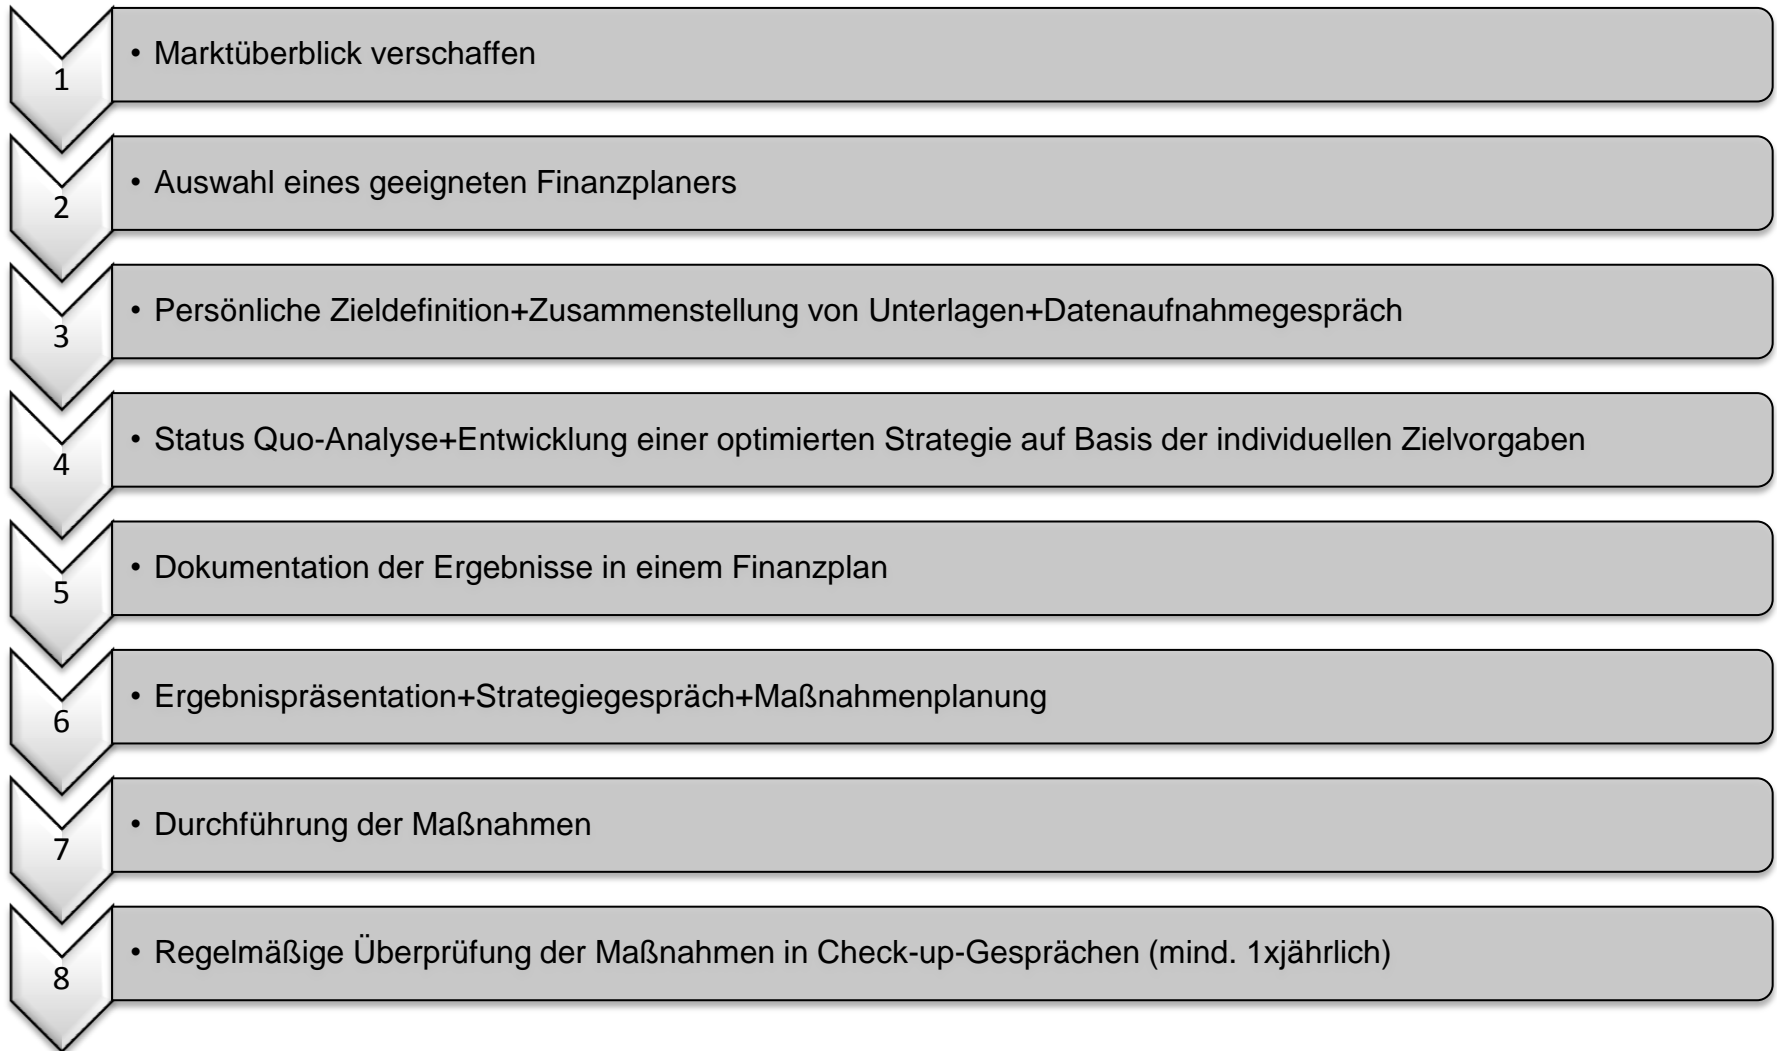 1
• Marktüberblick verschaffen
2
• Auswahl eines geeigneten Finanzplaners
3
• Persönliche Zieldefinition+Zusammenstellung von Unterlagen+Datenaufnahmegespräch
4
• Status Quo-Analyse+Entwicklung einer optimierten Strategie auf Basis der individuellen Zielvorgaben
5
• Dokumentation der Ergebnisse in einem Finanzplan
6
• Ergebnispräsentation+Strategiegespräch+Maßnahmenplanung
7
• Durchführung der Maßnahmen
8
• Regelmäßige Überprüfung der Maßnahmen in Check-up-Gesprächen (mind. 1xjährlich)